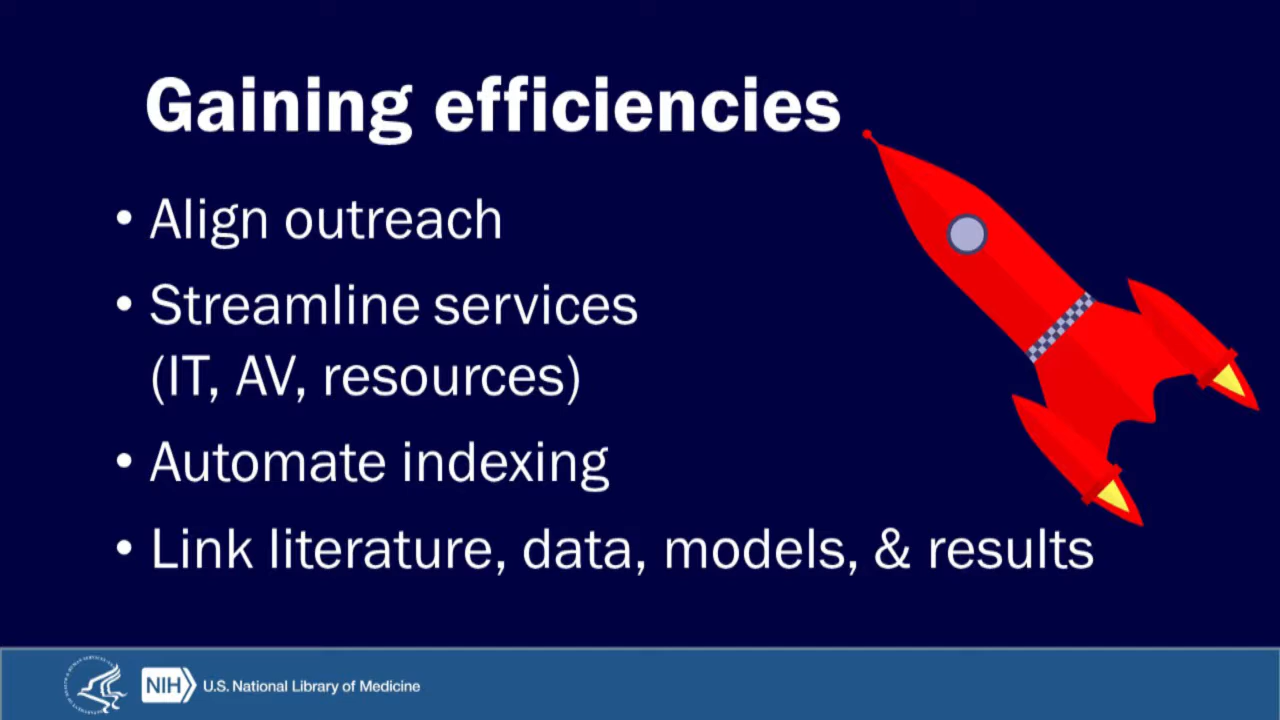 Gaining efficiencies
• Align outreach
• Streamline services
(IT, AV, resources)
• Automate indexing
• Link literature, data, models, & results
NIH U.S. National Library of Medicine